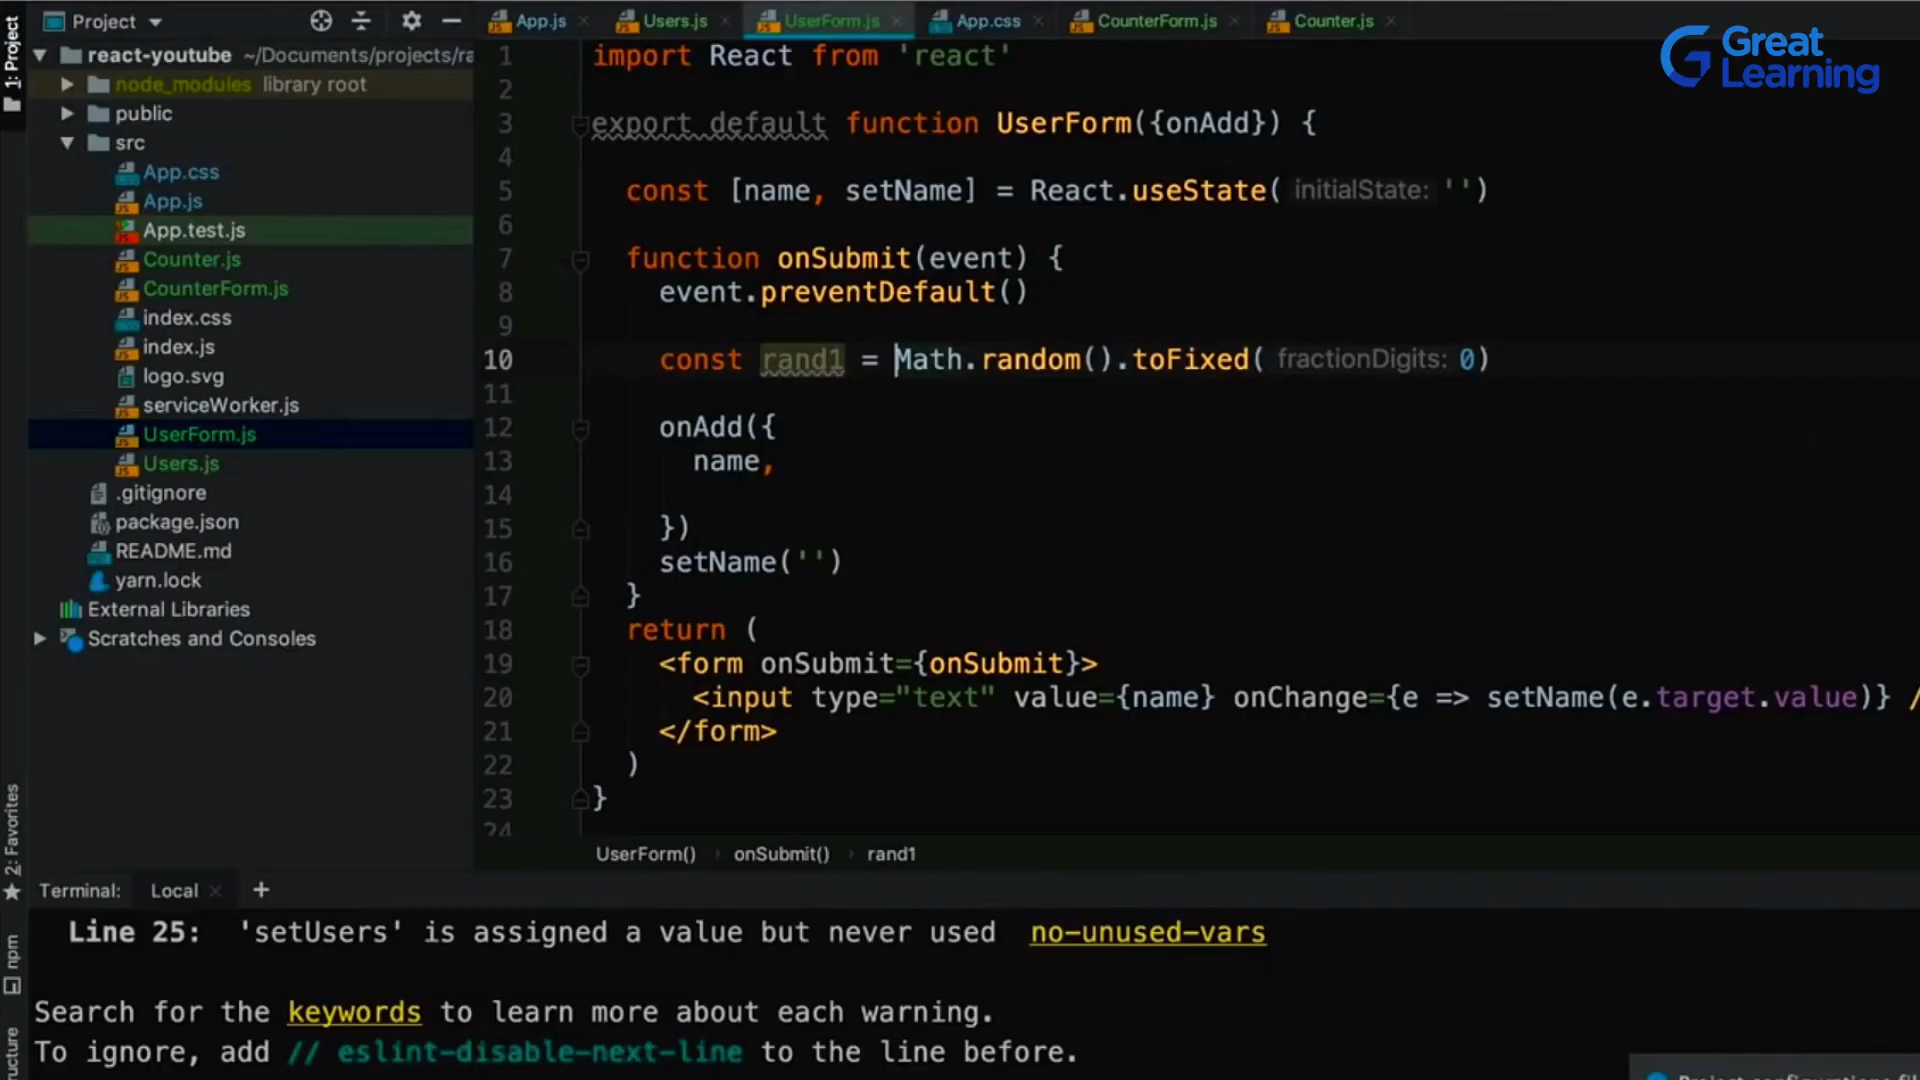 Project
App.js
Users.js
UserForm.js
App.css
CounterForm.js
Counter.js
Great
Learning
1: Project
react-youtube ~/Documents/projects/ra
node_modules library root
public
src
App.css
App.js
App.test.js
Counter.js
CounterForm.js
index.css
index.js
logo.svg
serviceWorker.js
UserForm.js
Users.js
.gitignore
package.json
README.md
yarn.lock
External Libraries
Scratches and Consoles
1 import React from 'react'
2
3 export default function UserForm({onAdd}) {
4
5 const [name, setName] = React.useState( initialState: '')
6
7 function onSubmit(event) {
8 event.preventDefault()
9
10 const rand1 = Math.random().toFixed( fractionDigits: 0)
11
12 onAdd({
13 name,
14
15 })
16 setName('')
17 }
18 return (
19 <form onSubmit={onSubmit}>
20 <input type="text" value={name} onChange={e => setName(e.target.value)} /
21 </form>
22 )
23 }
24
UserForm() › onSubmit() › rand1
2: Favorites
npm
Terminal: Local +
Line 25: 'setUsers' is assigned a value but never used no-unused-vars
Search for the keywords to learn more about each warning.
To ignore, add // eslint-disable-next-line to the line before.